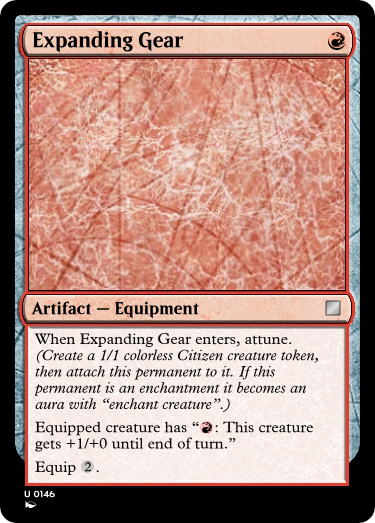 Expanding Gear
Artifact — Equipment
When Expanding Gear enters, attune.
(Create a 1/1 colorless Citizen creature token,
then attach this permanent to it. If this
permanent is an enchantment it becomes an
aura with “enchant creature”.)
Equipped creature has “: This creature
gets +1/+0 until end of turn.”
Equip 2.
U 0146